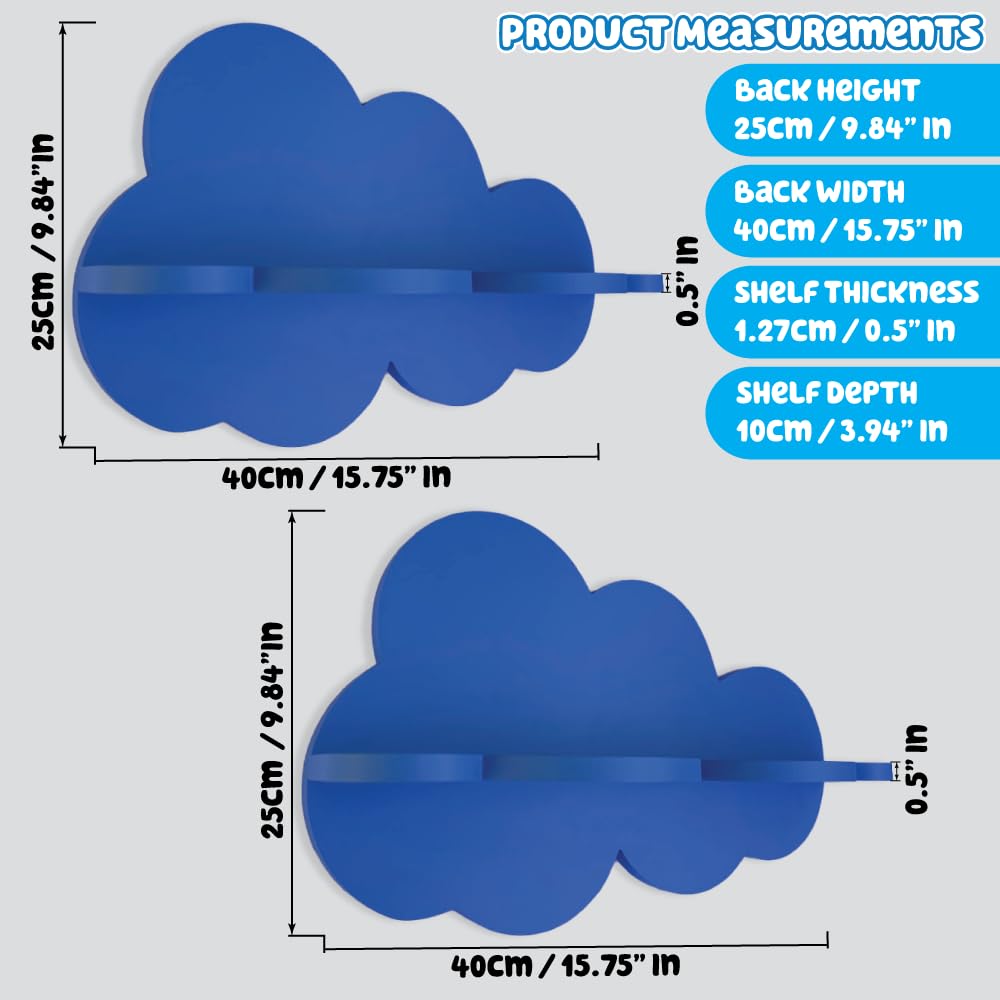 PRODUCT MEASUREMENTS
BACK HEIGHT
25CM / 9.84” IN
BACK WIDTH
40CM / 15.75” IN
SHELF THICKNESS
1.27CM / 0.5” IN
SHELF DEPTH
10CM / 3.94” IN
25CM / 9.84”IN
0.5” IN
40CM / 15.75” IN
25CM / 9.84”IN
0.5” IN
40CM / 15.75” IN